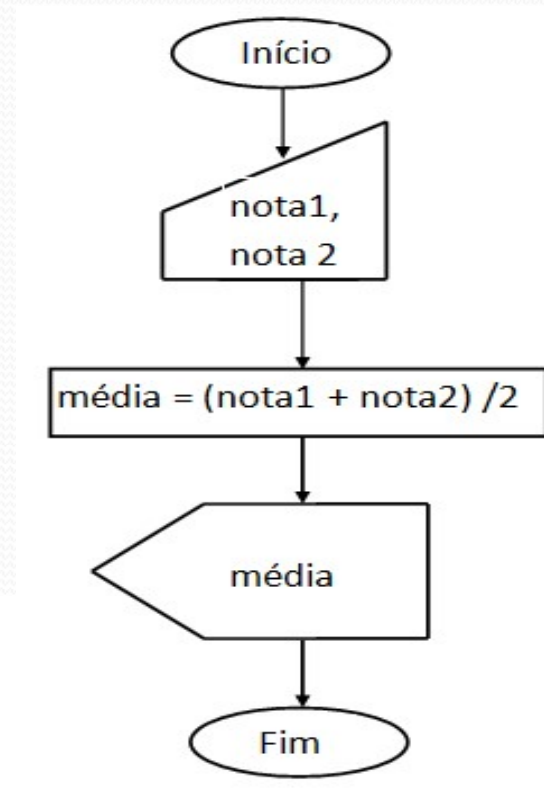 Início
nota1,
nota 2
média = (nota1 + nota2) /2
média
Fim